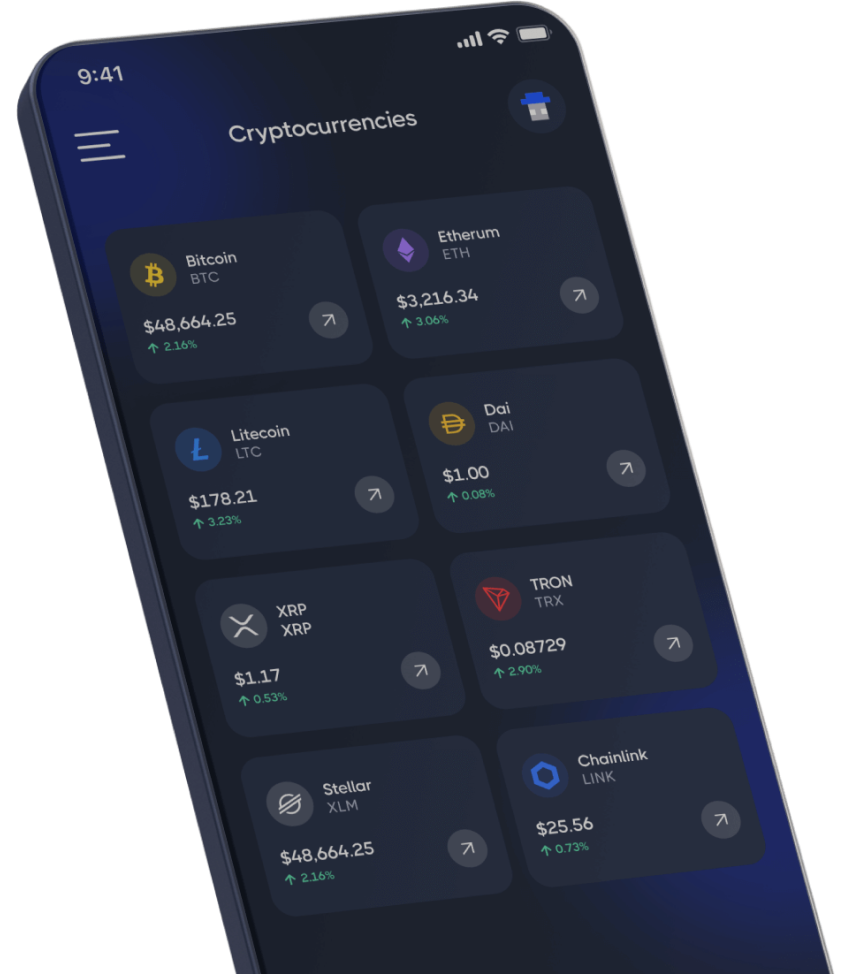 9:41
Cryptocurrencies
Bitcoin
BTC
$48,664.25
2.16%
Etherum
ETH
$3,216.34
3.06%
Litecoin
LTC
$178.21
3.23%
Dai
DAI
$1.00
0.08%
XRP
XRP
$1.17
0.53%
TRON
TRX
$0.08729
2.90%
Stellar
XLM
$48,664.25
2.16%
Chainlink
LINK
$25.56
0.73%